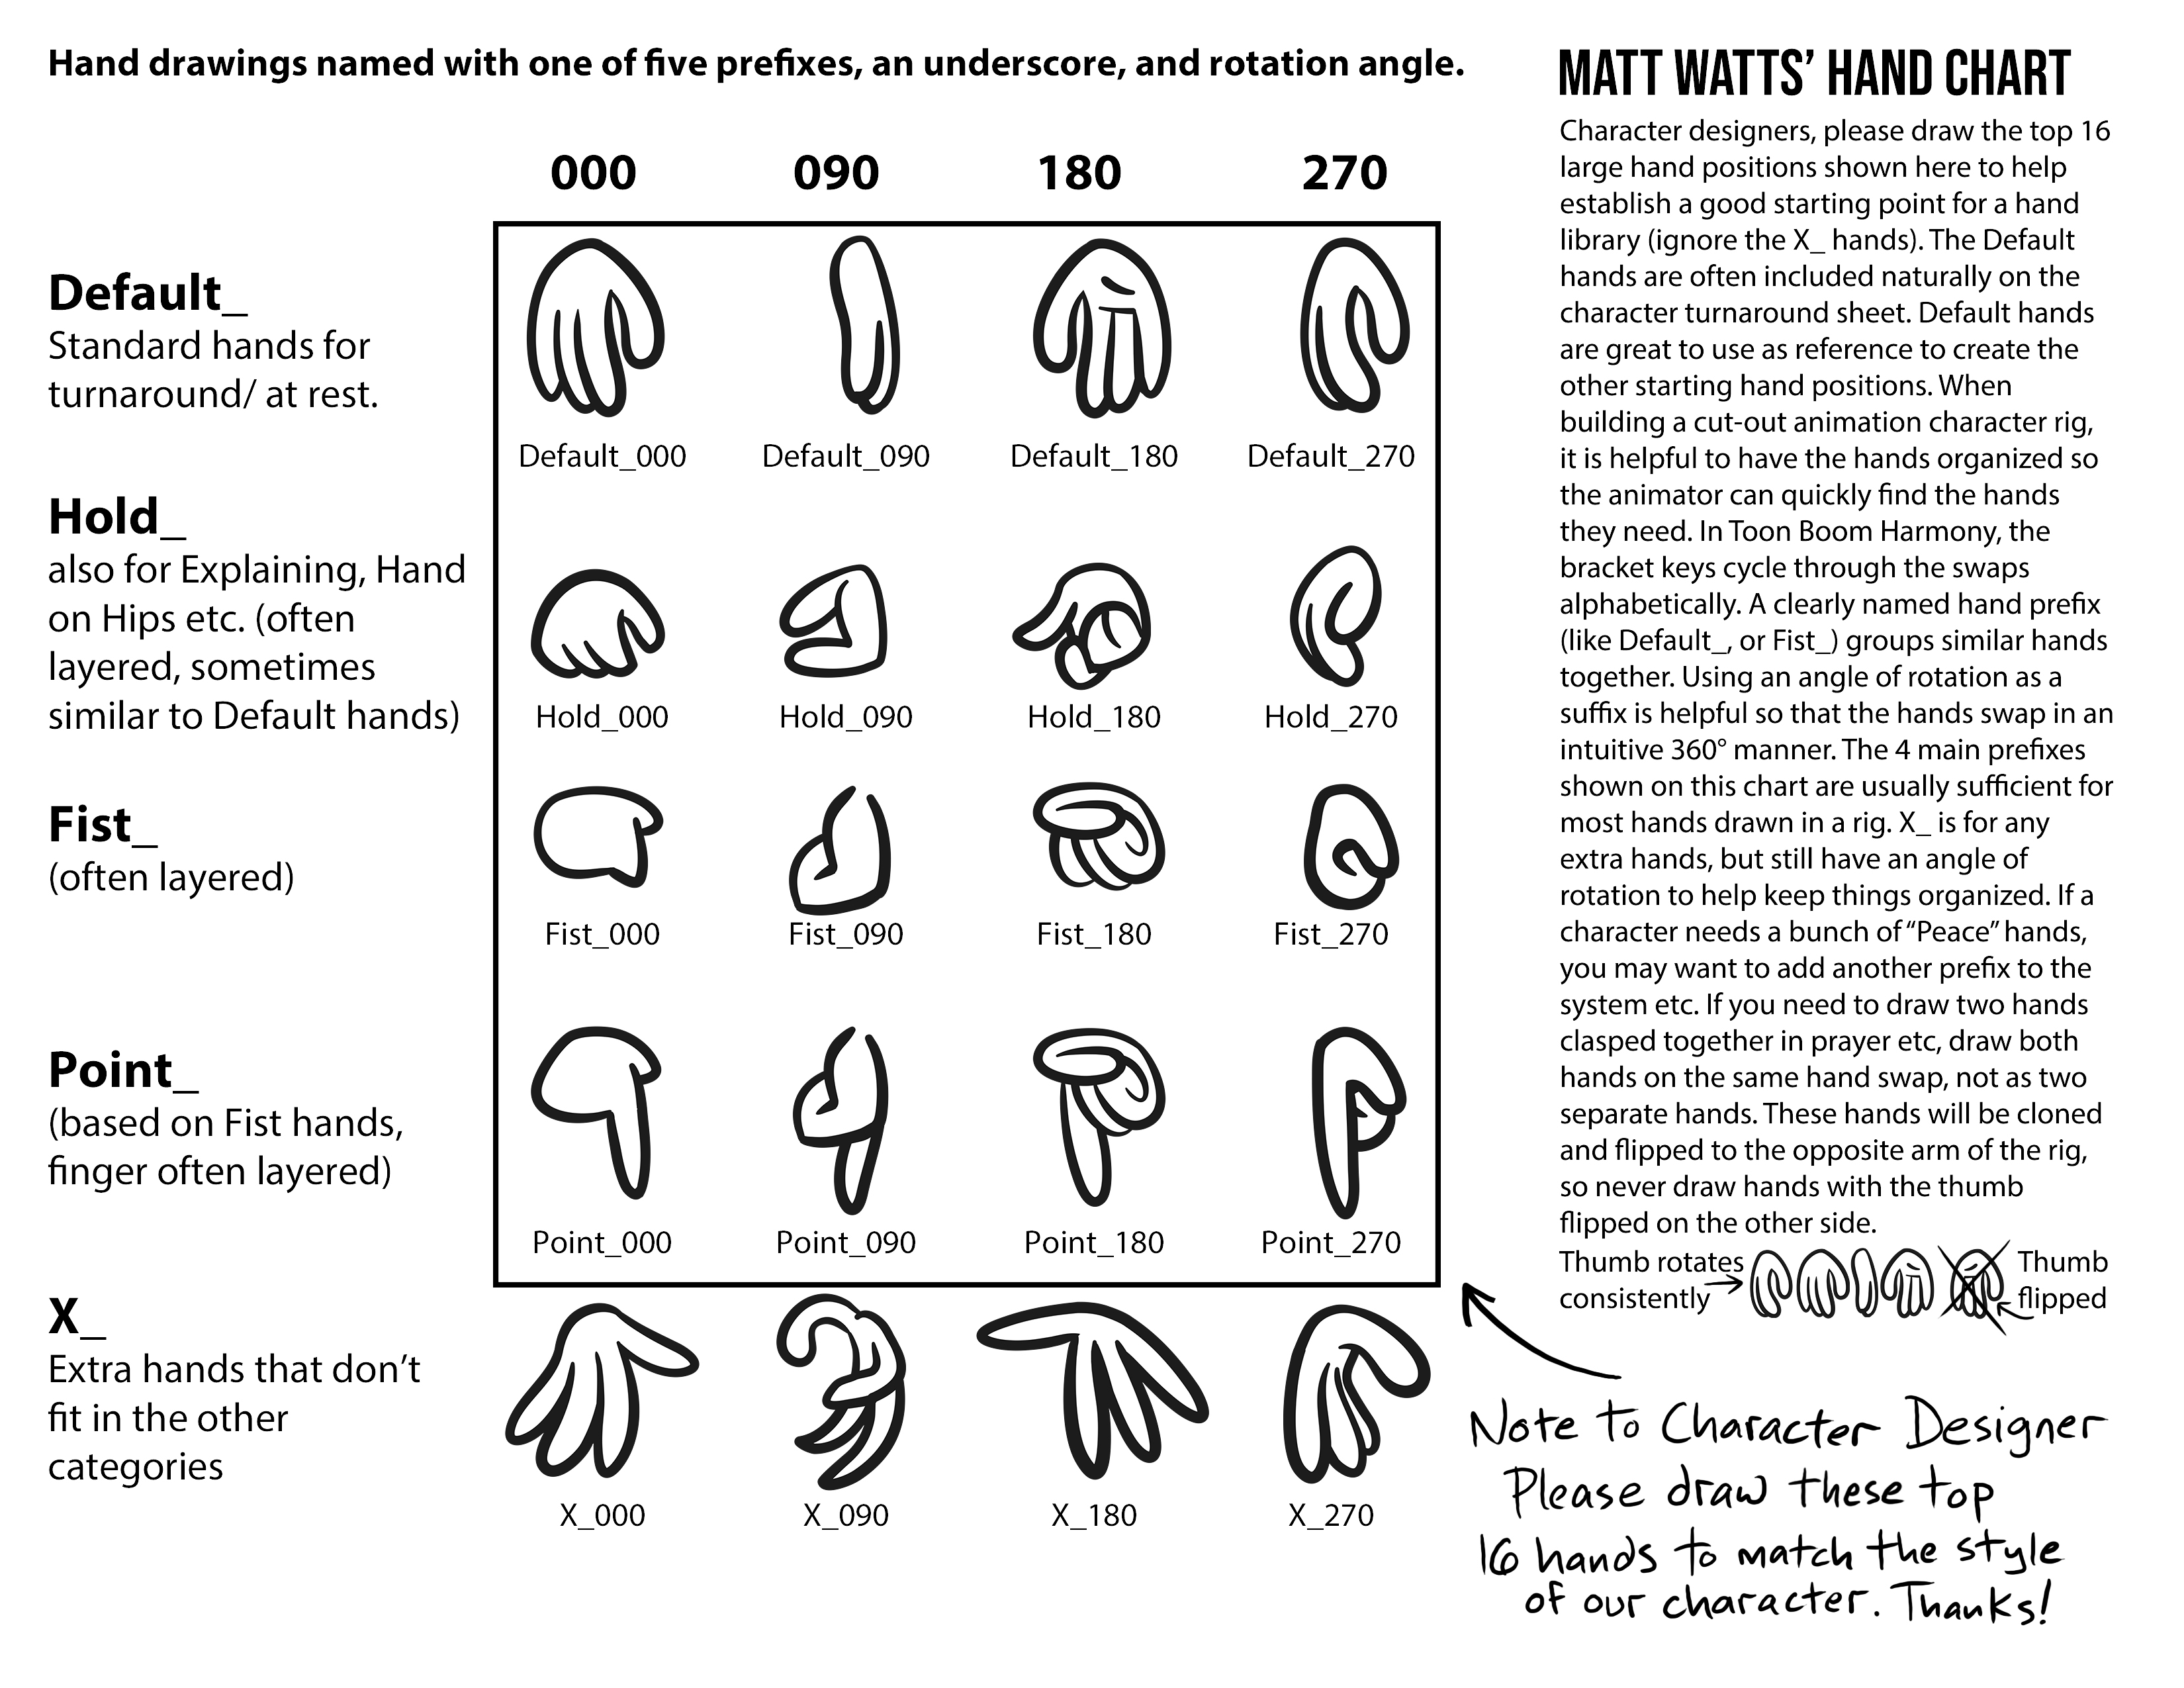 Hand drawings named with one of five prefixes, an underscore, and rotation angle.
000 090 180 270
Default_
Standard hands for
turnaround/ at rest.
Default_000 Default_090 Default_180 Default_270
Hold_
also for Explaining, Hand
on Hips etc. (often
layered, sometimes
similar to Default hands)
Hold_000 Hold_090 Hold_180 Hold_270
Fist_
(often layered)
Fist_000 Fist_090 Fist_180 Fist_270
Point_
(based on Fist hands,
finger often layered)
Point_000 Point_090 Point_180 Point_270
X_
Extra hands that don’t
fit in the other
categories
X_000 X_090 X_180 X_270
MATT WATTS’ HAND CHART
Character designers, please draw the top 16
large hand positions shown here to help
establish a good starting point for a hand
library (ignore the X_ hands). The Default
hands are often included naturally on the
character turnaround sheet. Default hands
are great to use as reference to create the
other starting hand positions. When
building a cut-out animation character rig,
it is helpful to have the hands organized so
the animator can quickly find the hands
they need. In Toon Boom Harmony, the
bracket keys cycle through the swaps
alphabetically. A clearly named hand prefix
(like Default_, or Fist_) groups similar hands
together. Using an angle of rotation as a
suffix is helpful so that the hands swap in an
intuitive 360° manner. The 4 main prefixes
shown on this chart are usually sufficient for
most hands drawn in a rig. X_ is for any
extra hands, but still have an angle of
rotation to help keep things organized. If a
character needs a bunch of “Peace” hands,
you may want to add another prefix to the
system etc. If you need to draw two hands
clasped together in prayer etc, draw both
hands on the same hand swap, not as two
separate hands. These hands will be cloned
and flipped to the opposite arm of the rig,
so never draw hands with the thumb
flipped on the other side.
Thumb rotates
consistently
Thumb
flipped
Note to Character Designer
Please draw these top
16 hands to match the style
of our character. Thanks!